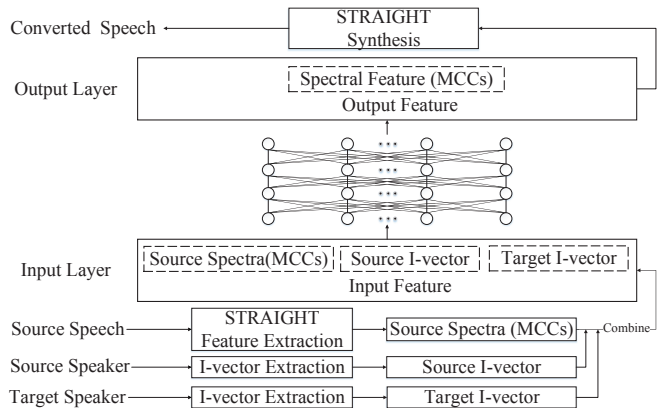 Converted Speech
STRAIGHT
Synthesis
Output Layer
Spectral Feature (MCCs)
Output Feature
Input Layer
Source Spectra(MCCs)
Source I-vector
Target I-vector
Input Feature
Source Speech
STRAIGHT
Feature Extraction
Source Spectra (MCCs)
Combine
Source Speaker
I-vector Extraction
Source I-vector
Target Speaker
I-vector Extraction
Target I-vector